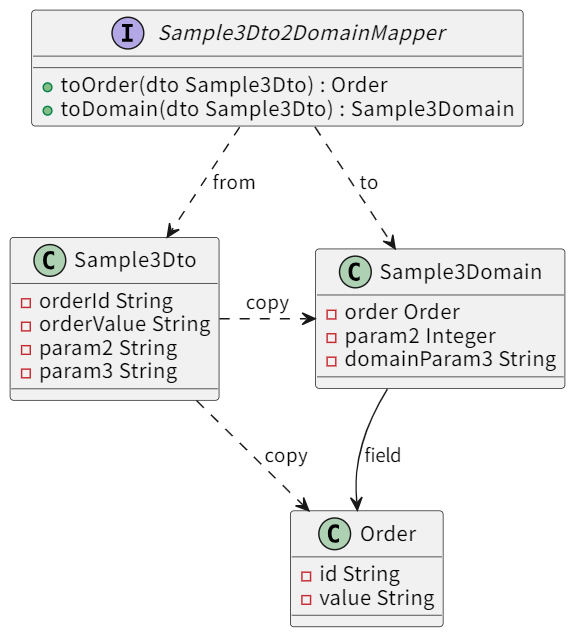 I Sample3Dto2DomainMapper
toOrder(dto Sample3Dto) : Order
toDomain(dto Sample3Dto) : Sample3Domain
from
to
C Sample3Dto
orderId String
orderValue String
param2 String
param3 String
copy
C Sample3Domain
order Order
param2 Integer
domainParam3 String
copy
field
C Order
id String
value String